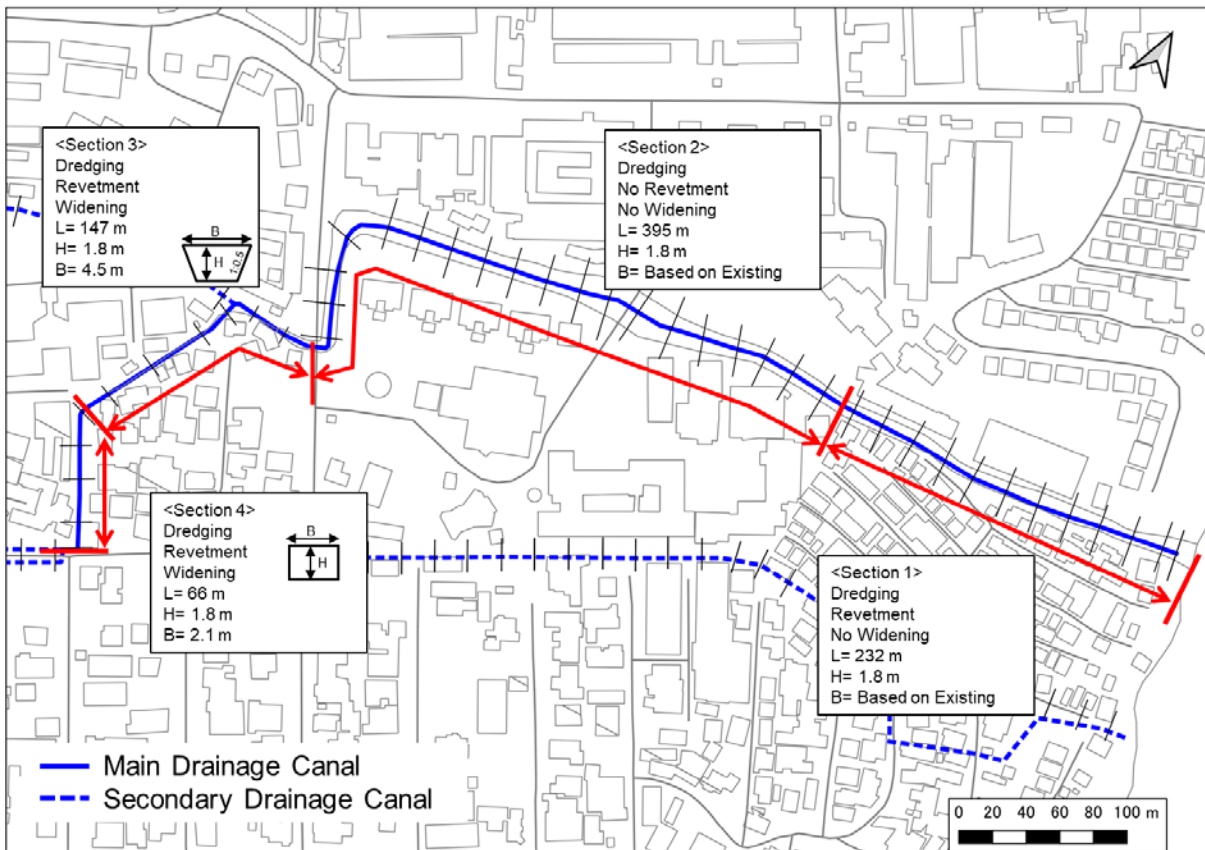 <Section 3>
Dredging
Revetment
Widening
L= 147 m
H= 1.8 m
B= 4.5 m
B
H
1:0.5
<Section 2>
Dredging
No Revetment
No Widening
L= 395 m
H= 1.8 m
B= Based on Existing
<Section 4>
Dredging
Revetment
Widening
L= 66 m
H= 1.8 m
B= 2.1 m
B
H
<Section 1>
Dredging
Revetment
No Widening
L= 232 m
H= 1.8 m
B= Based on Existing
Main Drainage Canal
Secondary Drainage Canal
0 20 40 60 80 100 m